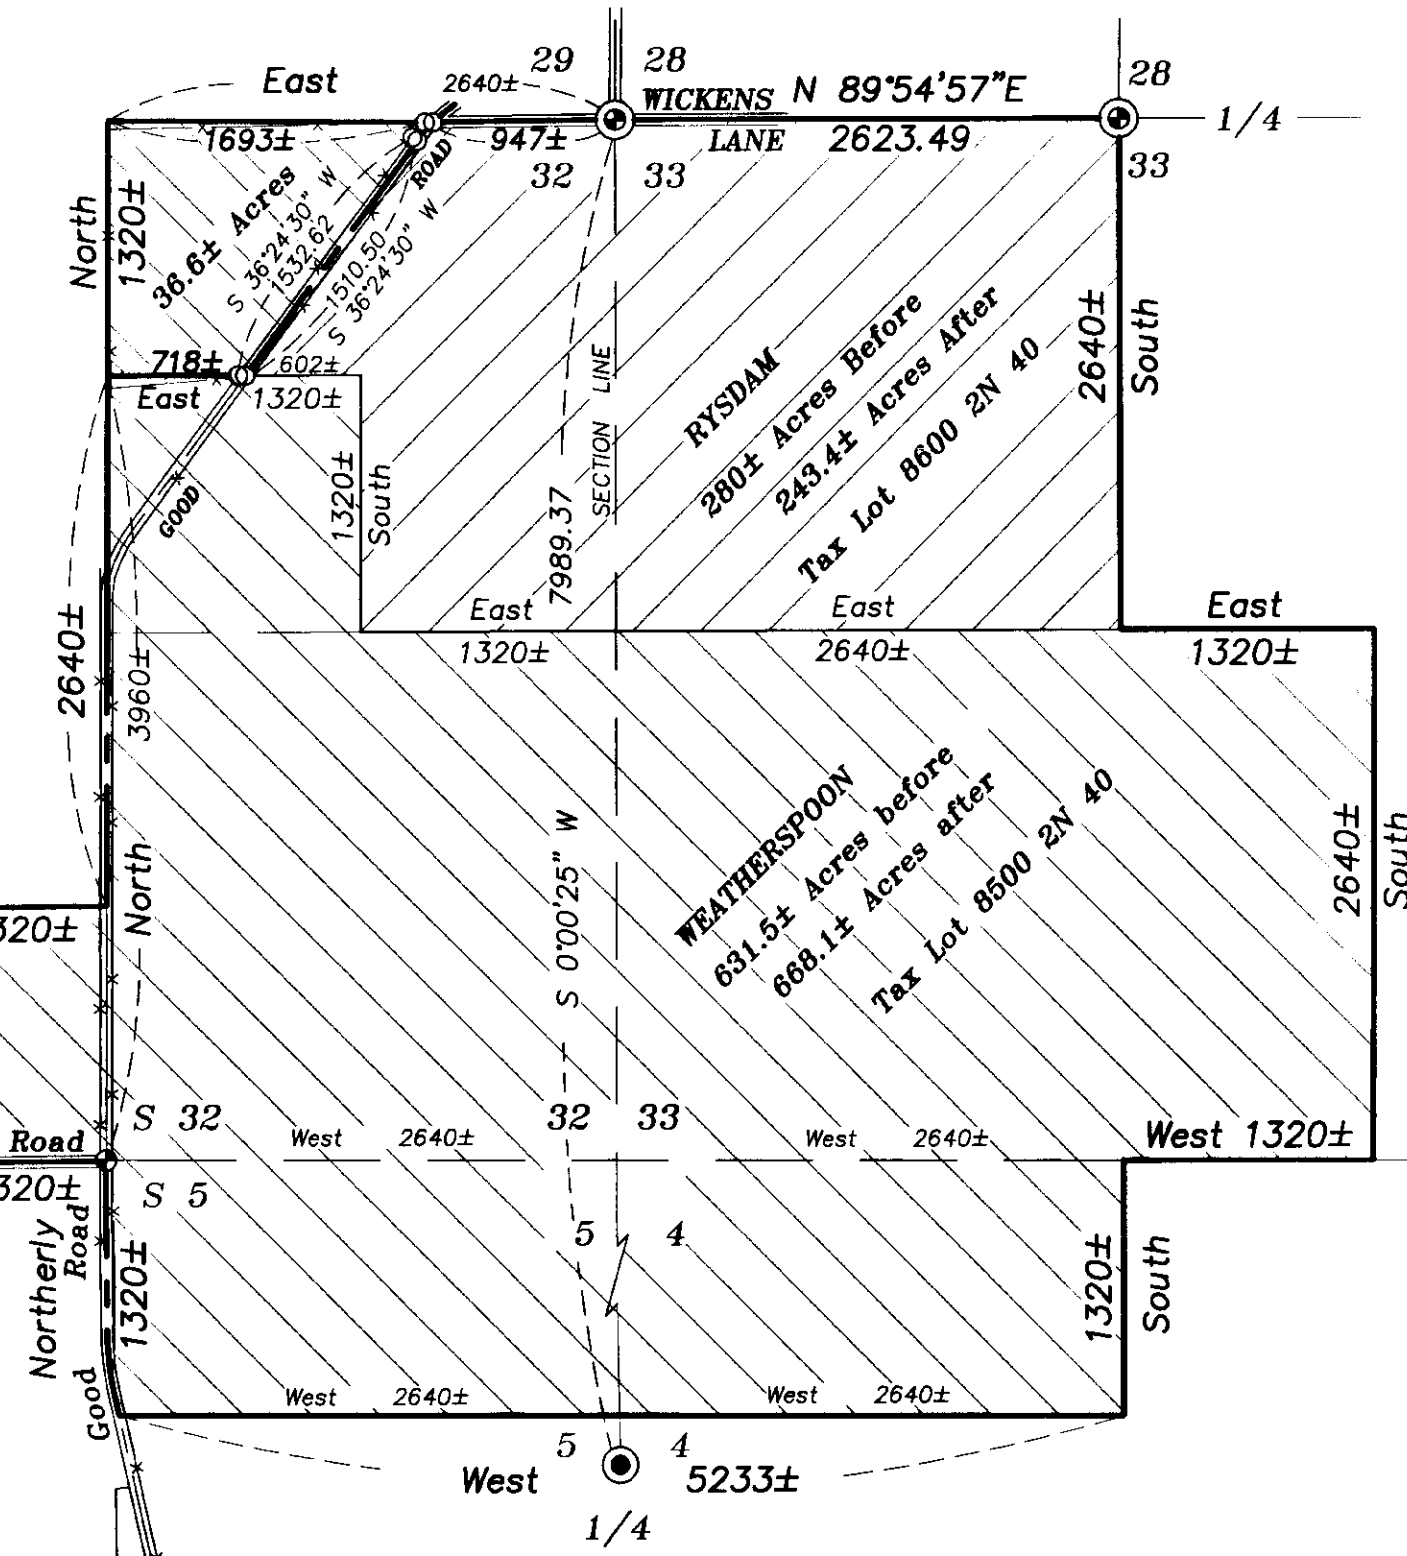 29
28
East
2640±
WICKENS
N 89°54'57"E
28
1693±
947±
LANE
2623.49
1/4
32
33
33
ROAD
North
1320±
36.6± Acres
S 36°24'30" W
1532.62
1510.50
S 36°24'30" W
2640±
South
718±
602±
East
1320±
SECTION LINE
RYSDAM
280± Acres Before
243.4± Acres After
Tax Lot 8600 2N 40
1320±
South
GOOD
7989.37
East
East
East
1320±
2640±
1320±
2640±
3960±
North
S 0°00'25" W
WEATHERSPOON
631.5± Acres before
668.1± Acres after
Tax Lot 8500 2N 40
2640±
South
320±
S 32
32
33
Road
West 2640±
West 2640±
West 1320±
320±
S 5
5
4
Northerly
Road
1320±
1320±
South
Good
West 2640±
West 2640±
5
4
West 5233±
1/4